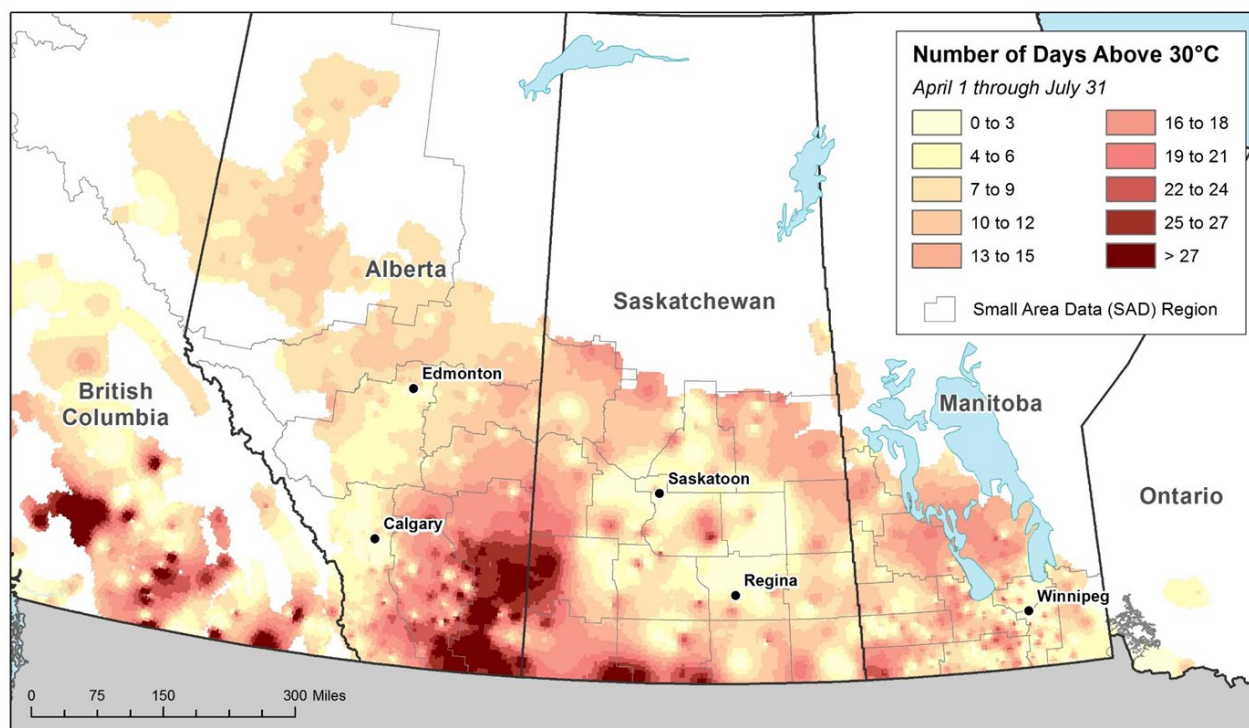 Number of Days Above 30°C
April 1 through July 31
0 to 3
4 to 6
7 to 9
10 to 12
13 to 15
16 to 18
19 to 21
22 to 24
25 to 27
> 27
Small Area Data (SAD) Region
Alberta
Saskatchewan
Edmonton
British
Columbia
Manitoba
Saskatoon
Ontario
Calgary
Regina
Winnipeg
0 75 150 300 Miles